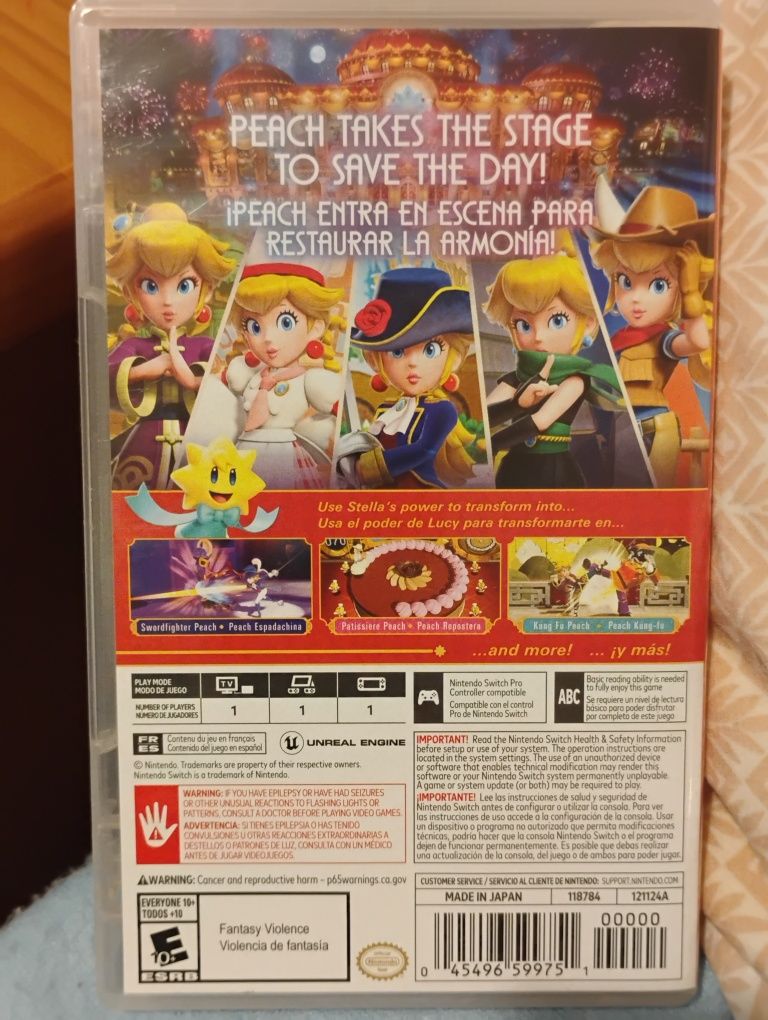 PEACH TAKES THE STAGE
TO SAVE THE DAY!
¡PEACH ENTRA EN ESCENA PARA
RESTAURAR LA ARMONÍA!
Use Stella's power to transform into...
Usa el poder de Lucy para transformarte en...
Swordfighter Peach Peach Espadachina
Patissiere Peach Peach Repostera
Kung Fu Peach Peach Kung-fu
...and more! ... ¡y más!
PLAY MODE
MODO DE JUEGO
TV
NUMBER OF PLAYERS
NÚMERO DE JUGADORES
1
1
1
Nintendo Switch Pro
Controller compatible
Compatible con el control
Pro de Nintendo Switch
ABC
Basic reading ability is needed
to fully enjoy this game
Se requiere un nivel de lectura
básico para poder disfrutar
por completo de este juego
FR
ES
Contenu du jeu en français
Contenido del juego en español
UNREAL ENGINE
© Nintendo. Trademarks are property of their respective owners.
Nintendo Switch is a trademark of Nintendo.
WARNING: IF YOU HAVE EPILEPSY OR HAVE HAD SEIZURES
OR OTHER UNUSUAL REACTIONS TO FLASHING LIGHTS OR
PATTERNS, CONSULT A DOCTOR BEFORE PLAYING VIDEO GAMES.
ADVERTENCIA: SI TIENES EPILEPSIA O HAS TENIDO
CONVULSIONES U OTRAS REACCIONES EXTRAORDINARIAS A
DESTELLOS O PATRONES DE LUZ, CONSULTA CON UN MÉDICO
ANTES DE JUGAR VIDEOJUEGOS.
IMPORTANT! Read the Nintendo Switch Health & Safety Information
before setup or use of your system. The operation instructions are
located in the system settings. The use of an unauthorized device
or software that enables technical modification may render this
software or your Nintendo Switch system permanently unplayable.
A game or system update (or both) may be required to play.
¡IMPORTANTE! Lee las instrucciones de salud y seguridad de
Nintendo Switch antes de configurar o utilizar la consola. Para ver
las instrucciones de uso accede a la configuración de la consola. Usar
un dispositivo o programa no autorizado que permita modificaciones
técnicas, podría hacer que la consola Nintendo Switch o el programa
dejen de funcionar permanentemente. Es posible que debas realizar
una actualización de la consola, del juego o de ambos para poder jugar.
WARNING: Cancer and reproductive harm – p65warnings.ca.gov
CUSTOMER SERVICE / SERVICIO AL CLIENTE DE NINTENDO: SUPPORT.NINTENDO.COM
MADE IN JAPAN 118784 121124A
EVERYONE 10+
TODOS +10
E
10+
ESRB
Fantasy Violence
Violencia de fantasía
Official
Nintendo
Seal
00000
0 45496 59975 1